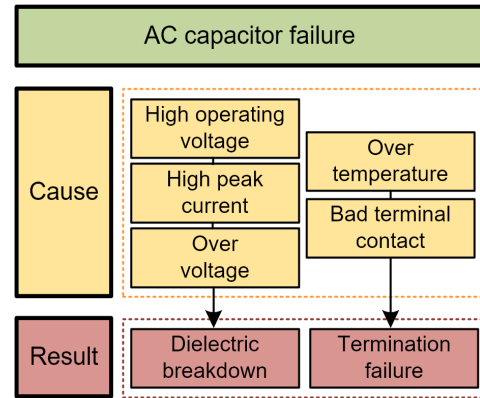 AC capacitor failure
Cause
High operating
voltage
High peak
current
Over
voltage
Over
temperature
Bad terminal
contact
Result
Dielectric
breakdown
Termination
failure